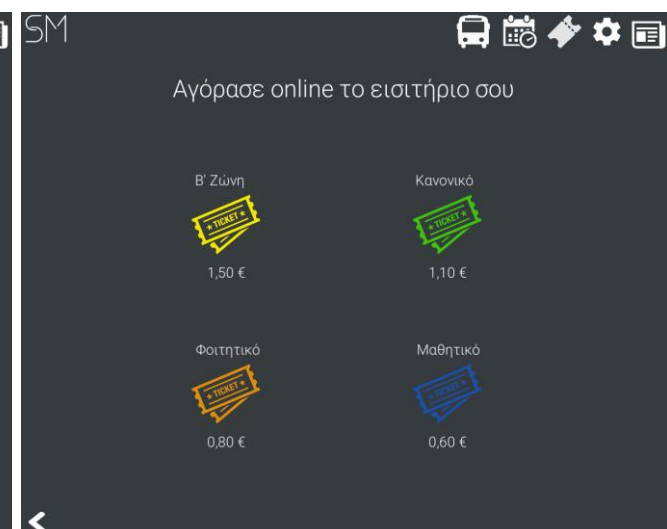 SM
Αγόρασε online το εισιτήριο σου
Β' Ζώνη
Κανονικό
★ TICKET ★
★ TICKET ★
1,50 €
1,10 €
Φοιτητικό
Μαθητικό
★ TICKET ★
★ TICKET ★
0,80 €
0,60 €